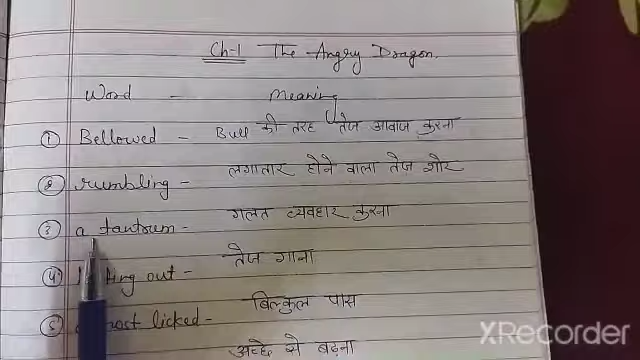 Ch-1 The Angry Dragon.
Word - Meaning
① Bellowed - Bull की तरह तेज आवाज करना
② rumbling - लगातार होने वाला तेज शोर
③ a tantrum - गलत व्यवहार करना
④ out - तेज गाना
⑤ licked - बिल्कुल पास
अच्छे से बढ़ना
XRecorder